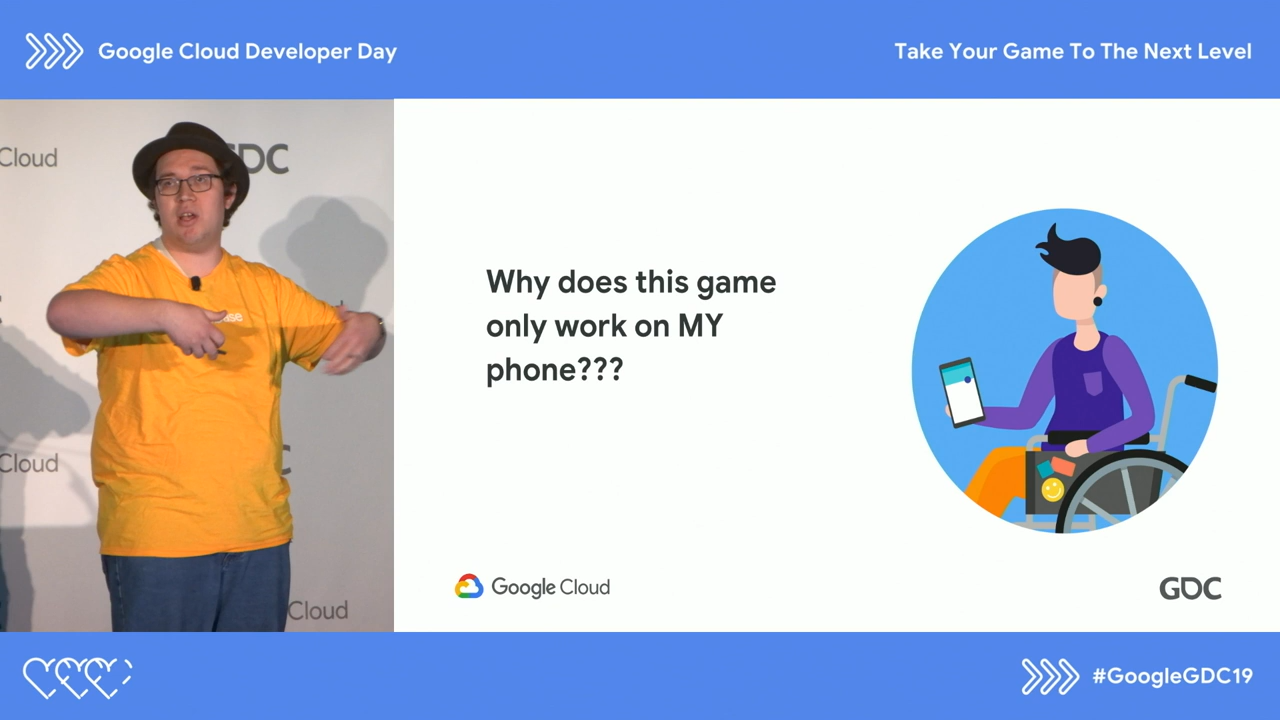 Google Cloud Developer Day
Take Your Game To The Next Level
Cloud
GDC
Cloud
Cloud
Why does this game
only work on MY
phone???
Google Cloud
GDC
#GoogleGDC19